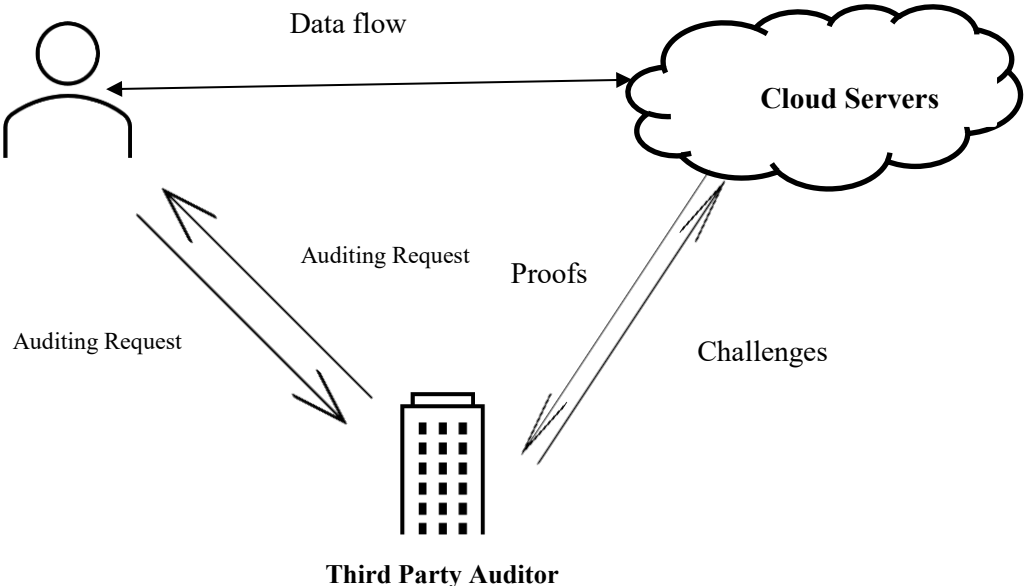 Data flow
Cloud Servers
Auditing Request
Proofs
Auditing Request
Challenges
Third Party Auditor